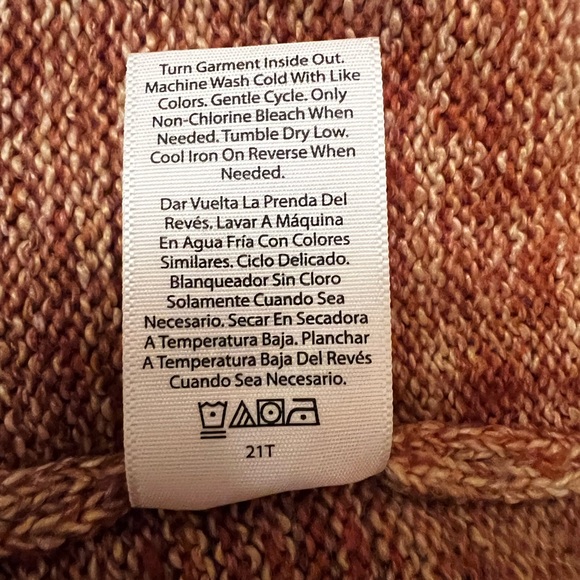 Turn Garment Inside Out.
Machine Wash Cold With Like
Colors. Gentle Cycle. Only
Non-Chlorine Bleach When
Needed. Tumble Dry Low.
Cool Iron On Reverse When
Needed.
Dar Vuelta La Prenda Del
Revés. Lavar A Máquina
En Agua Fría Con Colores
Similares. Ciclo Delicado.
Blanqueador Sin Cloro
Solamente Cuando Sea
Necesario. Secar En Secadora
A Temperatura Baja. Planchar
A Temperatura Baja Del Revés
Cuando Sea Necesario.
21T